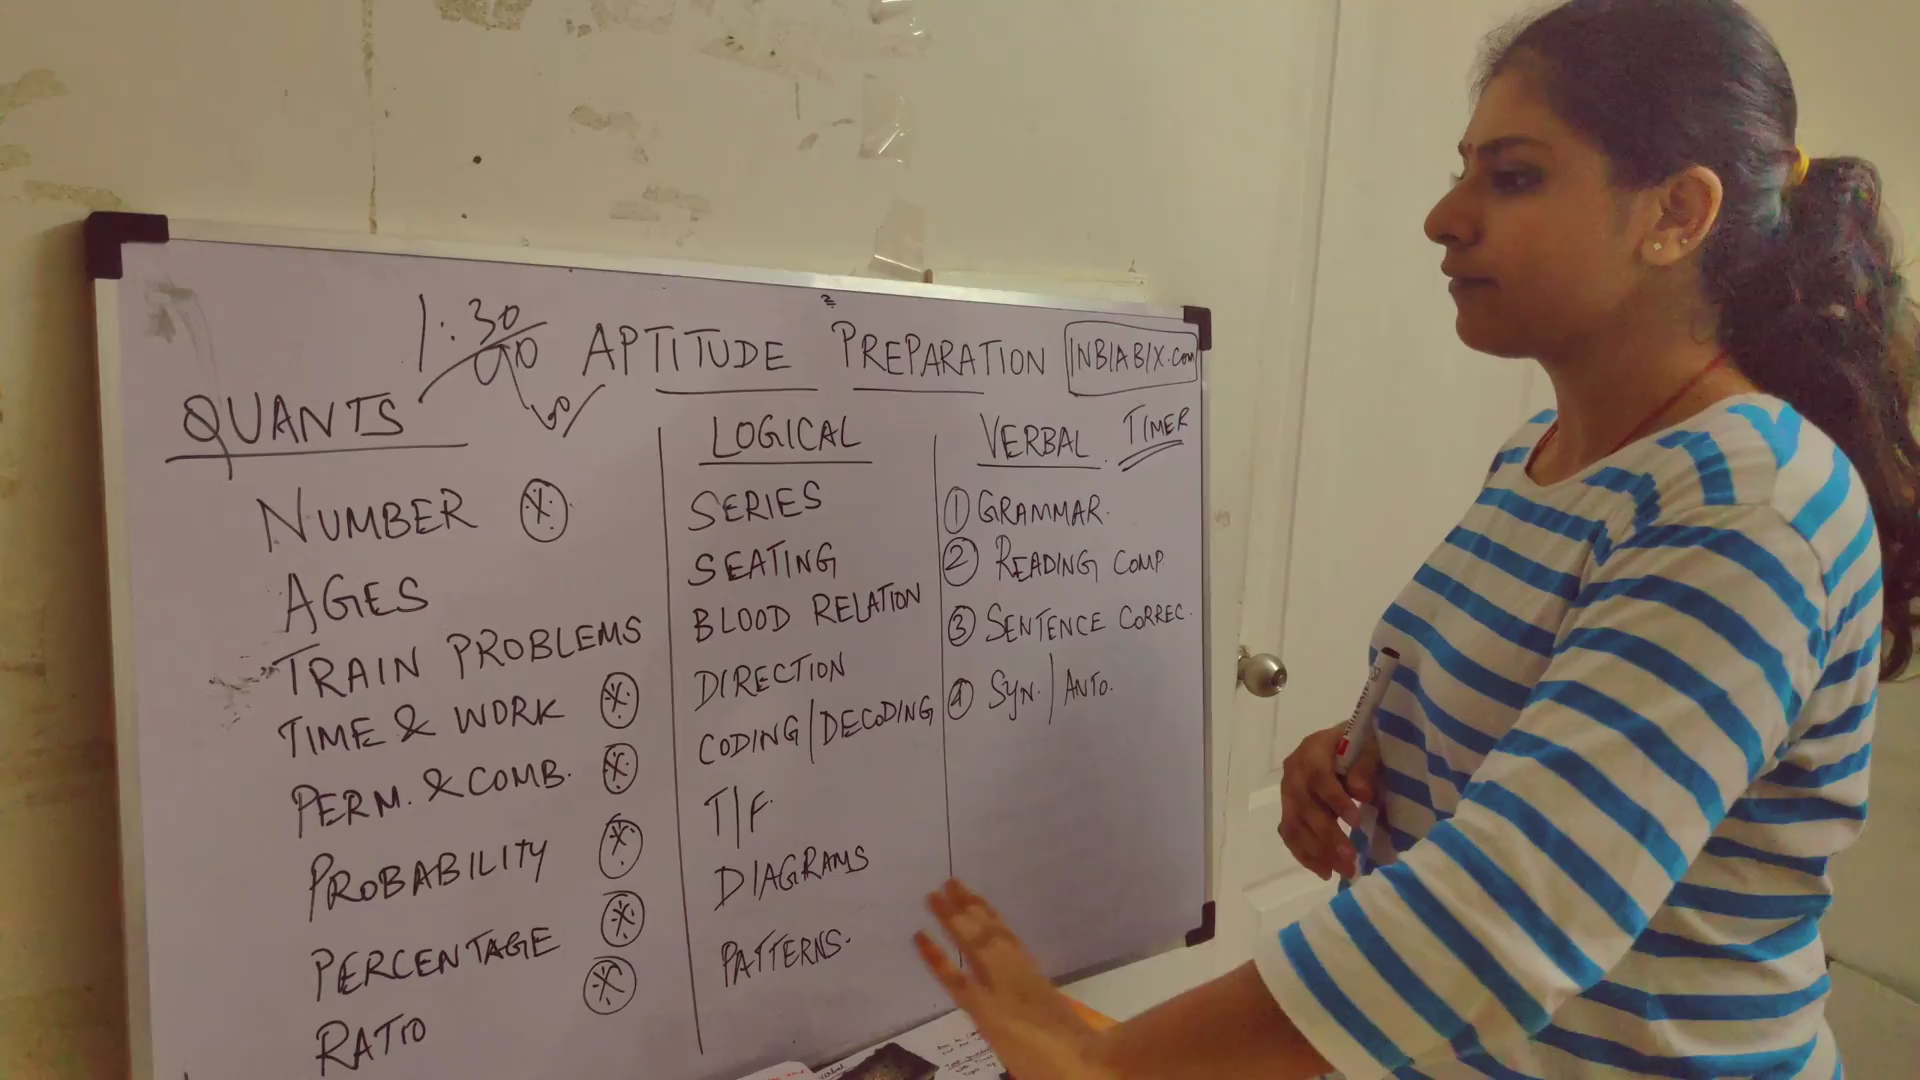 1:30
90
60
APTITUDE PREPARATION
INBIABIX.com
QUANTS
NUMBER
AGES
TRAIN PROBLEMS
TIME & WORK
PERM. & COMB.
PROBABILITY
PERCENTAGE
RATIO
LOGICAL
SERIES
SEATING
BLOOD RELATION
DIRECTION
CODING/DECODING
T/F.
DIAGRAMS
PATTERNS.
VERBAL
TIMER
1 GRAMMAR.
2 READING COMP.
3 SENTENCE CORREC.
4 SYN./ANTO.